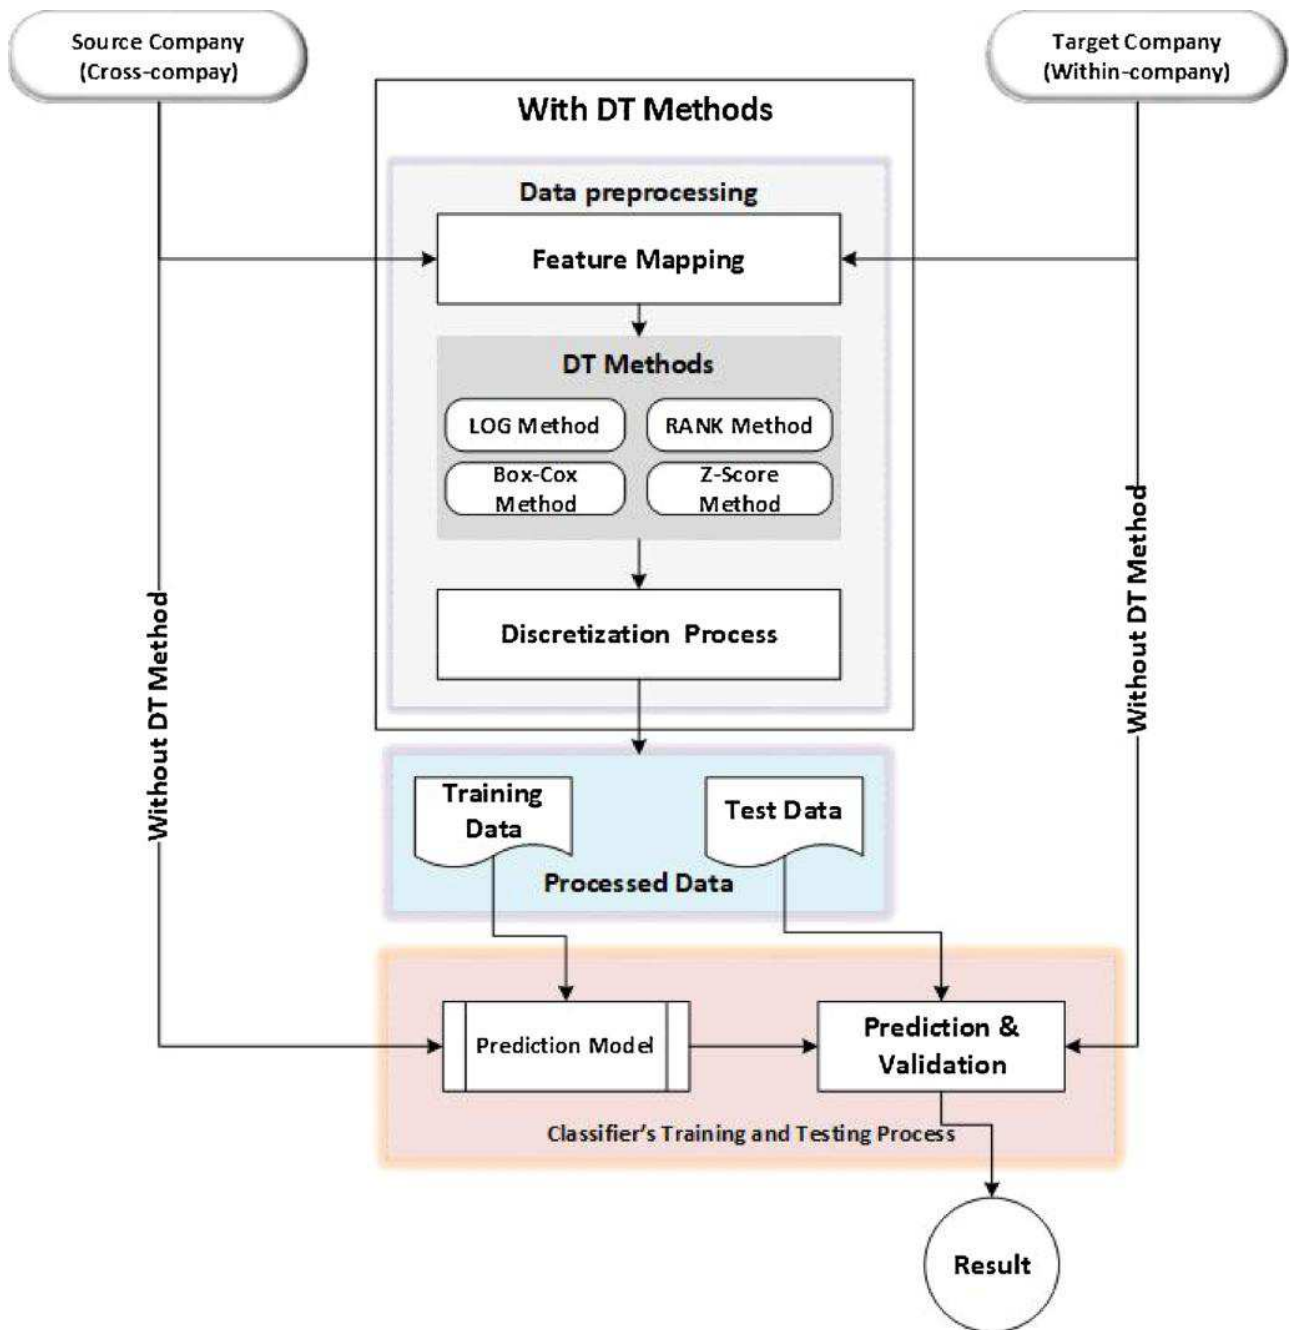 Source Company
(Cross-compay)
Target Company
(Within-company)
With DT Methods
Data preprocessing
Feature Mapping
DT Methods
LOG Method
RANK Method
Box-Cox
Method
Z-Score
Method
Discretization Process
Without DT Method
Without DT Method
Training
Data
Test Data
Processed Data
Prediction Model
Prediction &
Validation
Classifier's Training and Testing Process
Result